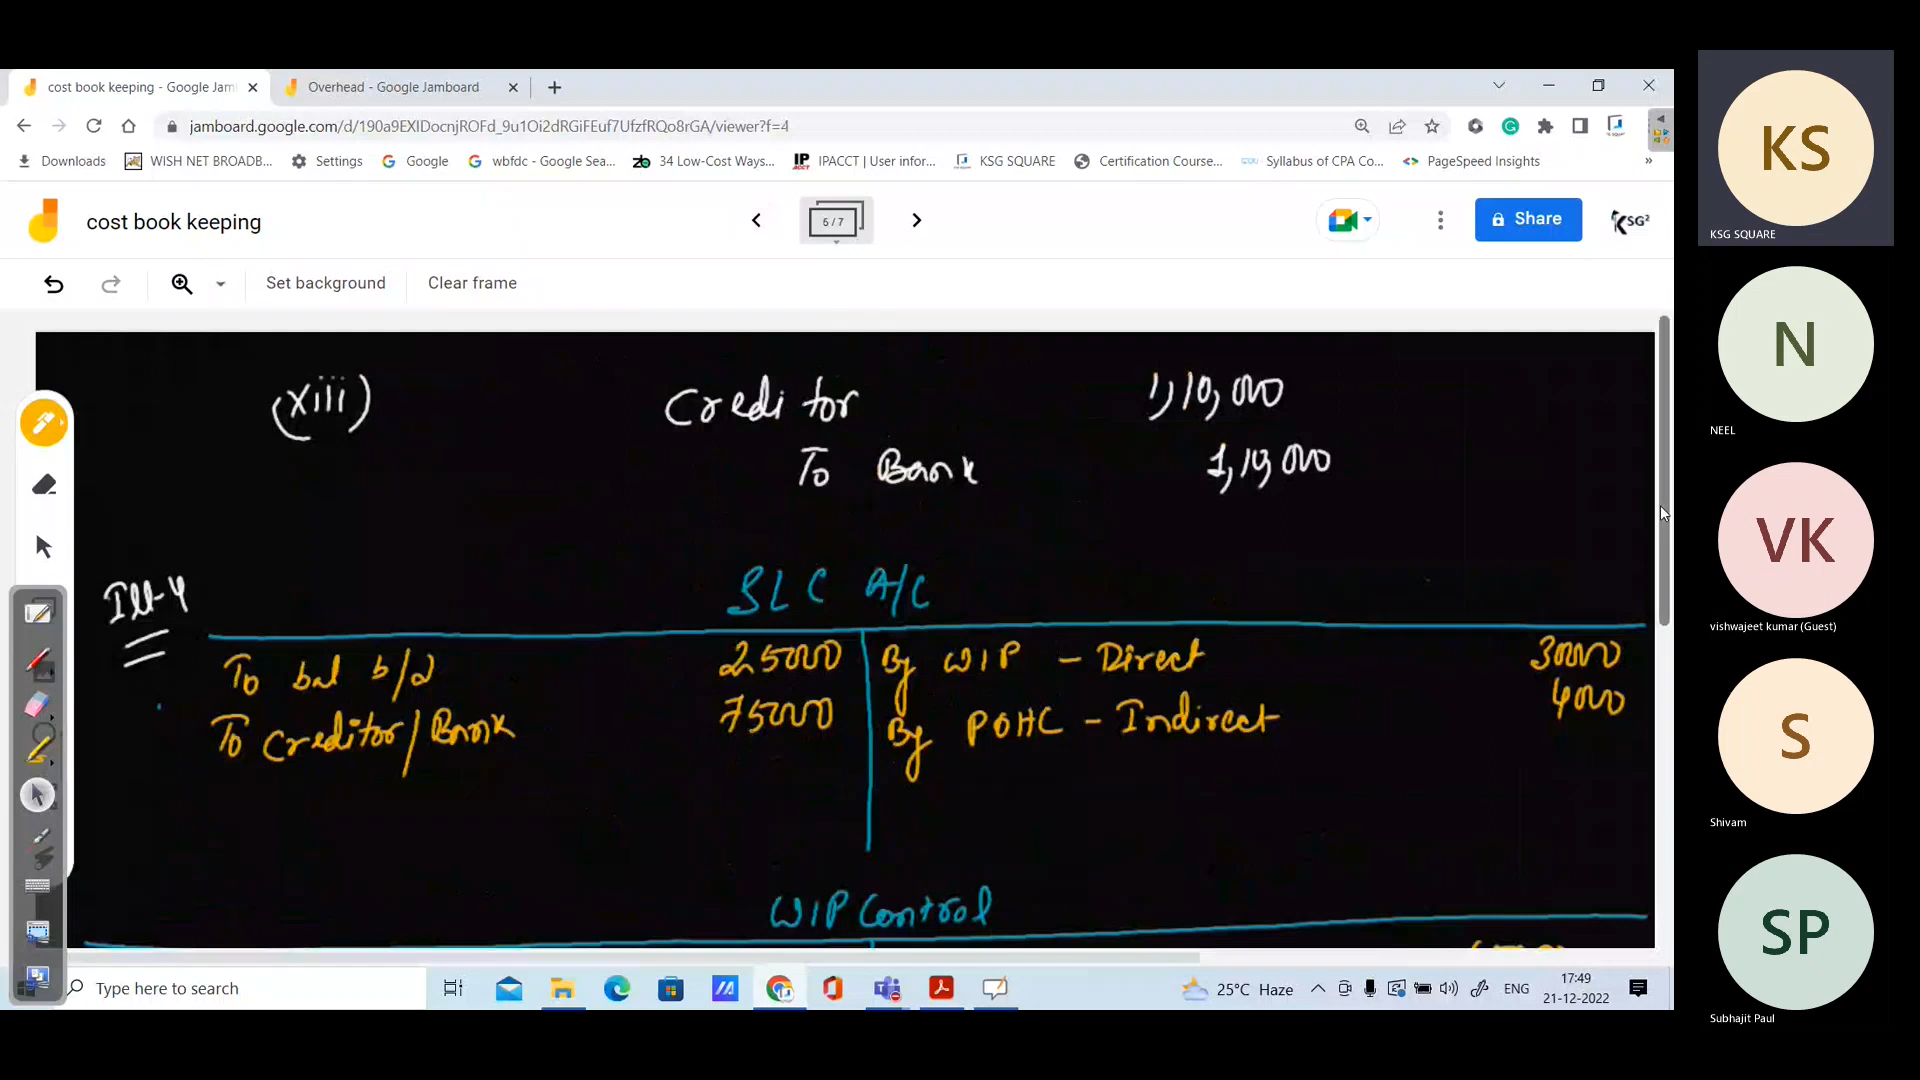 cost book keeping - Google Jam
Overhead - Google Jamboard
jamboard.google.com/d/190a9EXIDocnjROFd_9u1Oi2dRGiFEuf7UfzfRQo8rGA/viewer?f=4
Downloads WISH NET BROADB... Settings Google wbfdc - Google Sea... 34 Low-Cost Ways... IPACCT | User infor... KSG SQUARE Certification Course... Syllabus of CPA Co... PageSpeed Insights »
cost book keeping
5/7
Share
KSG²
Set background Clear frame
(xiii) Creditor 1,10,000
To Bank 1,10,000
Ill-4
SLC A/C
To bal b/d 25000 By WIP - Direct 30000
To Creditor/Bank 75000 By POHC - Indirect 4000
WIP Control
Type here to search
25°C Haze
ENG
17:49
21-12-2022
KS
KSG SQUARE
N
NEEL
VK
vishwajeet kumar (Guest)
S
Shivam
SP
Subhajit Paul